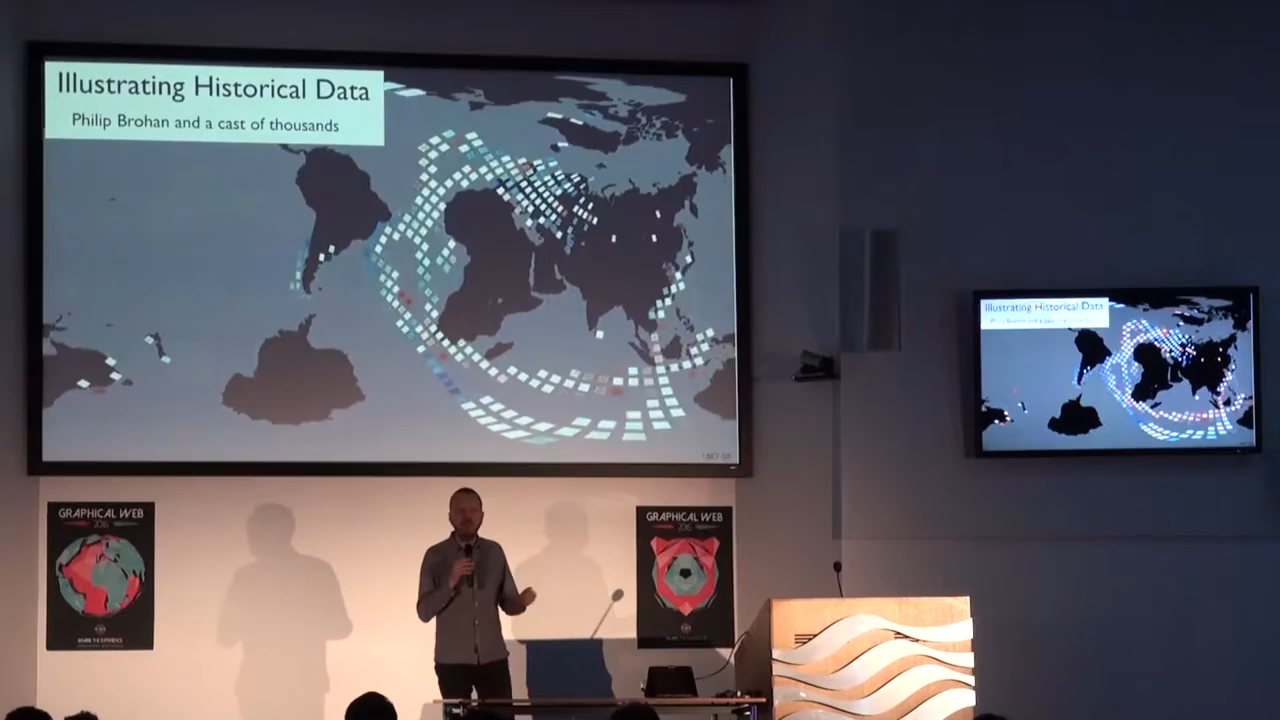 Illustrating Historical Data
Philip Brohan and a cast of thousands
Illustrating Historical Data
GRAPHICAL WEB
2016
GRAPHICAL WEB
2016